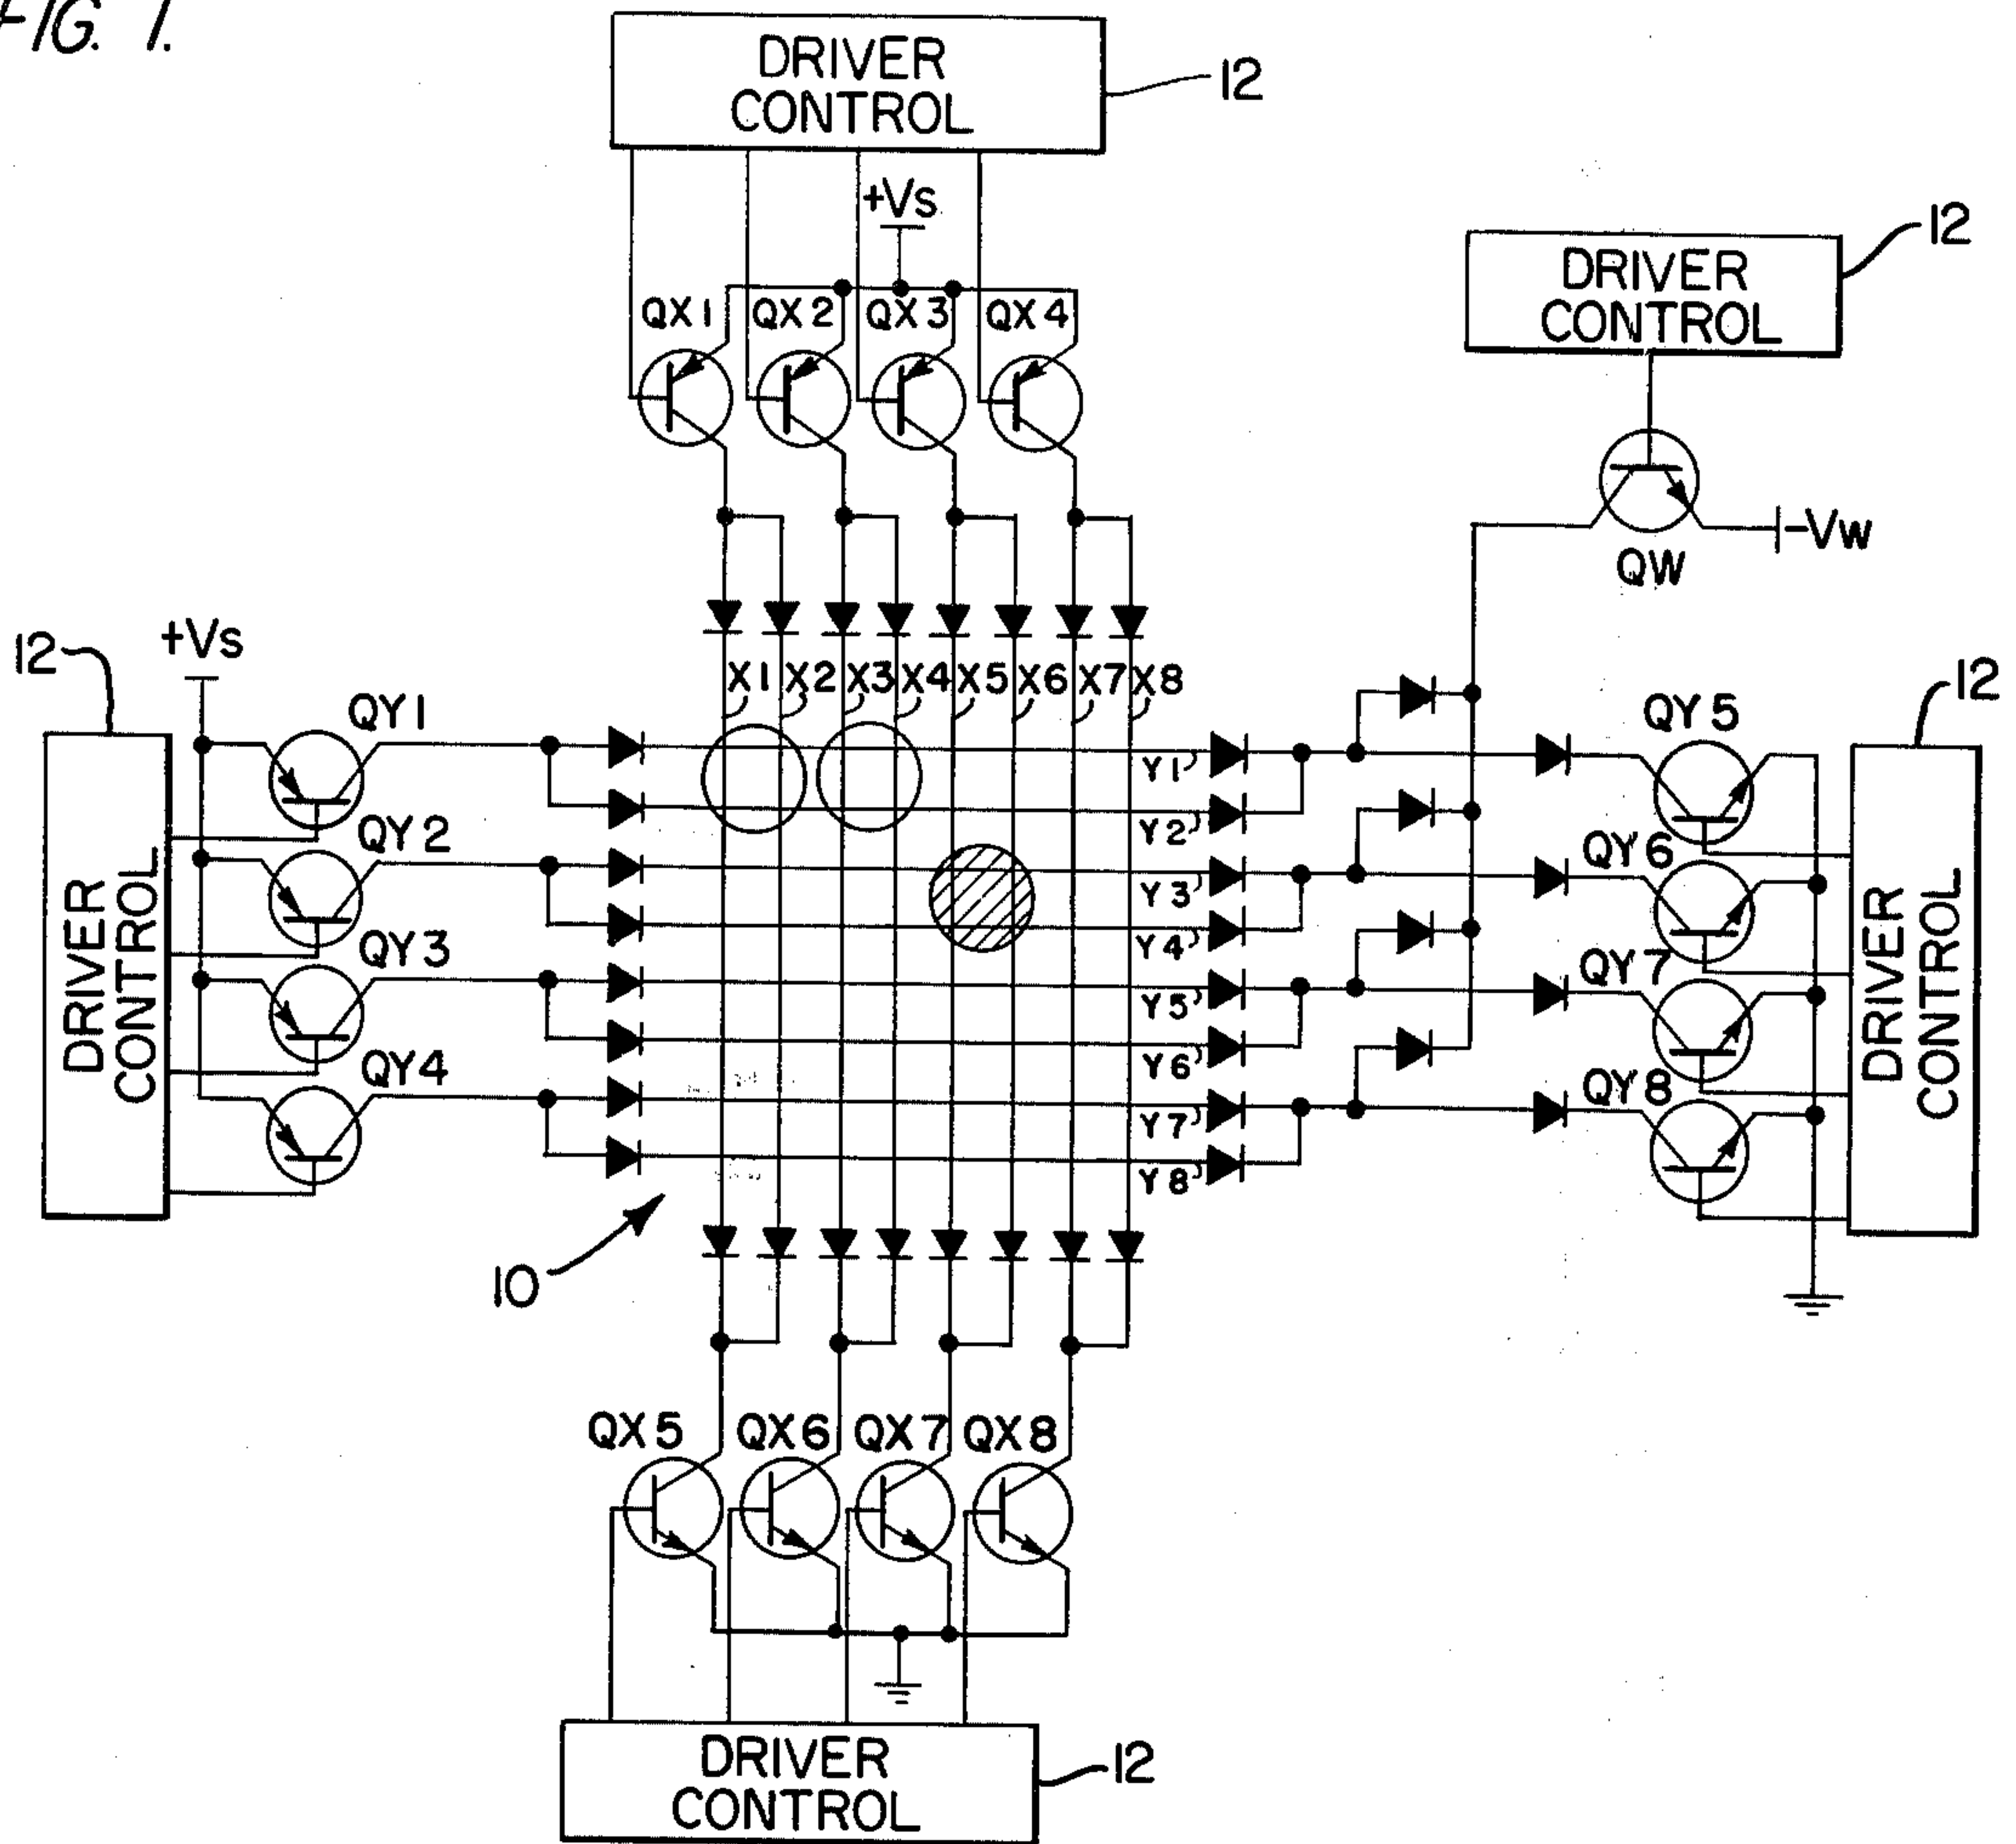 FIG. 1.
DRIVER
CONTROL
12
+Vs
QX1 QX2 QX3 QX4
DRIVER
CONTROL
12
QW
-Vw
12
+Vs
DRIVER
CONTROL
QY1
QY2
QY3
QY4
X1 X2 X3 X4 X5 X6 X7 X8
Y1
Y2
Y3
Y4
Y5
Y6
Y7
Y8
QY5
QY6
QY7
QY8
12
DRIVER
CONTROL
10
QX5 QX6 QX7 QX8
DRIVER
CONTROL
12